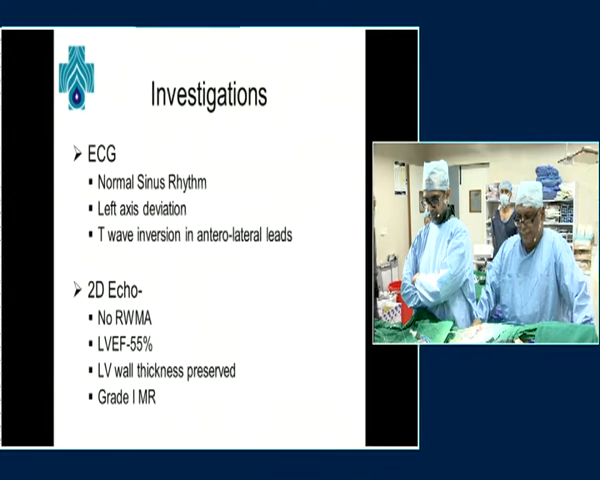 Investigations
➢ ECG
▪ Normal Sinus Rhythm
▪ Left axis deviation
▪ T wave inversion in antero-lateral leads
➢ 2D Echo-
▪ No RWMA
▪ LVEF-55%
▪ LV wall thickness preserved
▪ Grade I MR